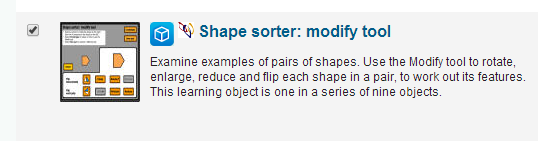 Shape sorter: modify tool
Examine examples of pairs of shapes. Use the Modify tool to rotate,
enlarge, reduce and flip each shape in a pair, to work out its features.
This learning object is one in a series of nine objects.